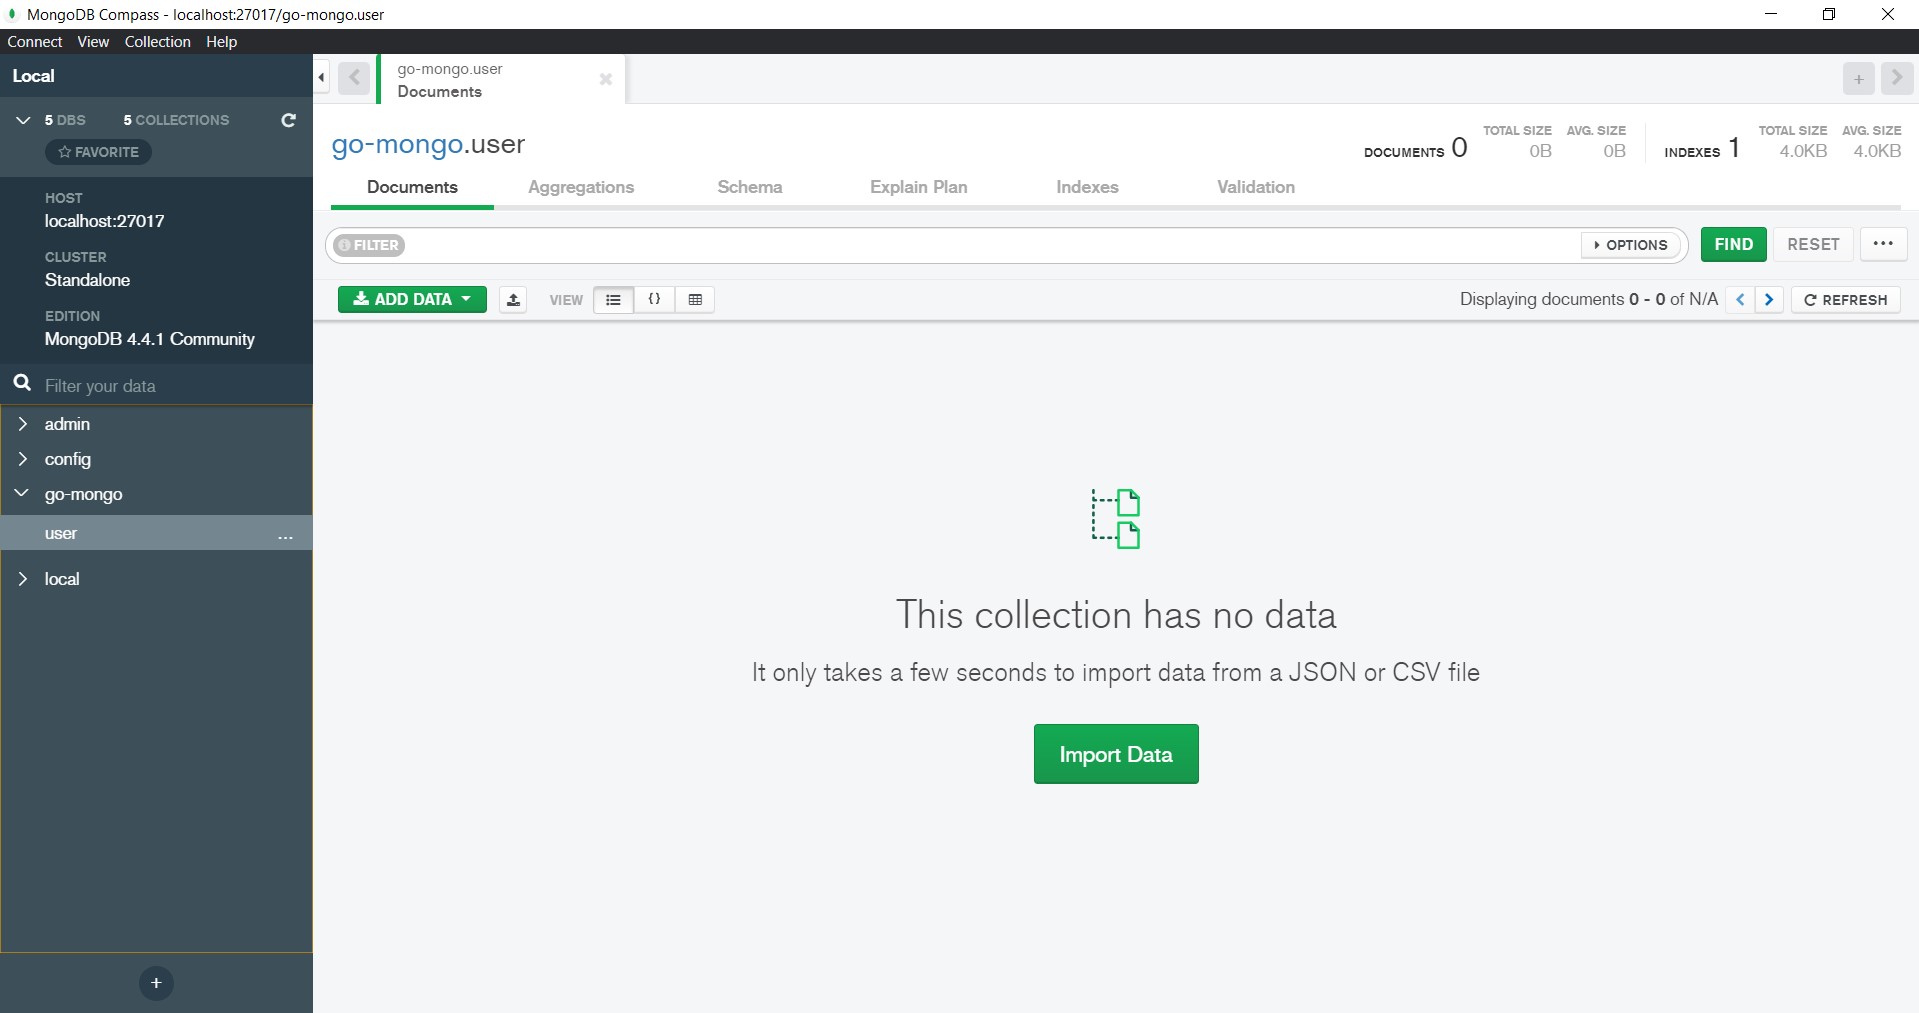 MongoDB Compass - localhost:27017/go-mongo.user
Connect View Collection Help
Local
5 DBS 5 COLLECTIONS
FAVORITE
HOST
localhost:27017
CLUSTER
Standalone
EDITION
MongoDB 4.4.1 Community
Filter your data
admin
config
go-mongo
user ...
local
+
go-mongo.user
Documents
+
go-mongo.user
DOCUMENTS 0 TOTAL SIZE 0B AVG. SIZE 0B INDEXES 1 TOTAL SIZE 4.0KB AVG. SIZE 4.0KB
Documents Aggregations Schema Explain Plan Indexes Validation
FILTER OPTIONS FIND RESET ...
ADD DATA VIEW {} Displaying documents 0 - 0 of N/A < > REFRESH
This collection has no data
It only takes a few seconds to import data from a JSON or CSV file
Import Data